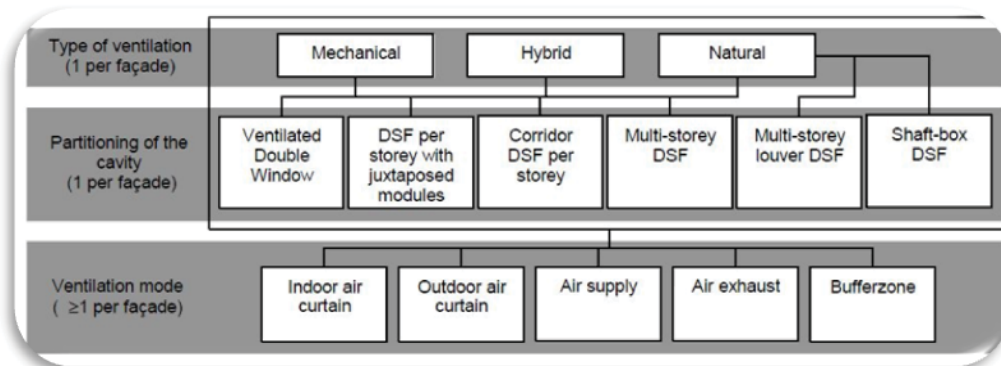 Type of ventilation
(1 per façade)
Mechanical
Hybrid
Natural
Partitioning of the
cavity
(1 per façade)
Ventilated
Double
Window
DSF per
storey with
juxtaposed
modules
Corridor
DSF per
storey
Multi-storey
DSF
Multi-storey
louver DSF
Shaft-box
DSF
Ventilation mode
( ≥1 per façade)
Indoor air
curtain
Outdoor air
curtain
Air supply
Air exhaust
Bufferzone